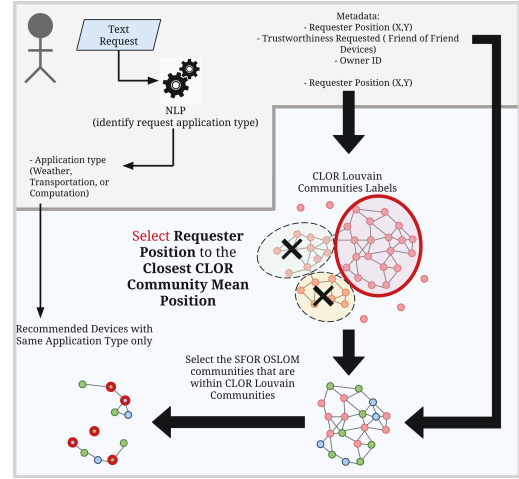 Text
Request
NLP
(identify request application type)
- Application type
(Weather,
Transportation, or
Computation)
Metadata:
- Requester Position (X,Y)
- Trustworthiness Requested ( Friend of Friend
Devices)
- Owner ID
- Requester Position (X,Y)
CLOR Louvain
Communities Labels
Select Requester
Position to the
Closest CLOR
Community Mean
Position
Recommended Devices with
Same Application Type only
Select the SFOR OSLOM
communities that are
within CLOR Louvain
Communities